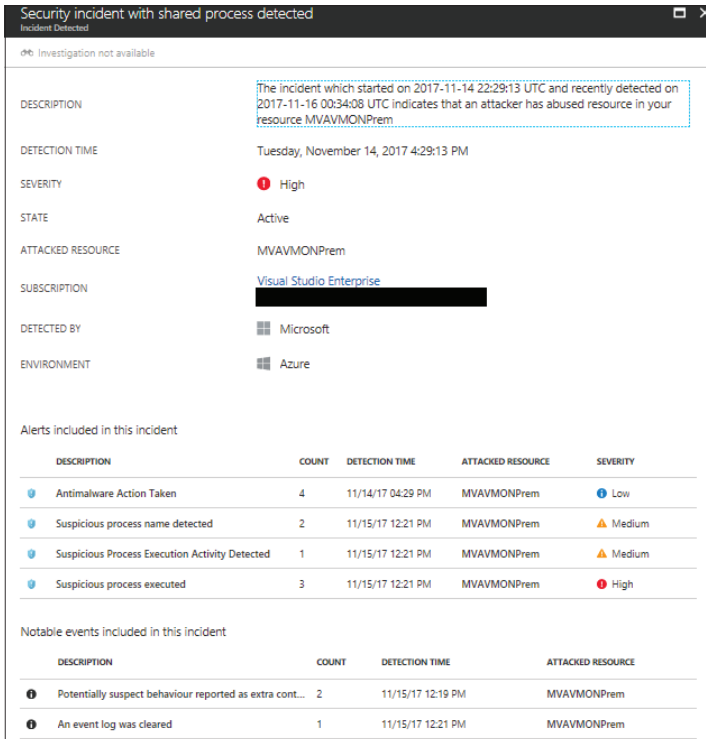 Security incident with shared process detected
Incident Detected
Investigation not available
DESCRIPTION
The incident which started on 2017-11-14 22:29:13 UTC and recently detected on
2017-11-16 00:34:08 UTC indicates that an attacker has abused resource in your
resource MVAVMONPrem
DETECTION TIME Tuesday, November 14, 2017 4:29:13 PM
SEVERITY High
STATE Active
ATTACKED RESOURCE MVAVMONPrem
SUBSCRIPTION Visual Studio Enterprise
DETECTED BY Microsoft
ENVIRONMENT Azure
Alerts included in this incident
DESCRIPTION COUNT DETECTION TIME ATTACKED RESOURCE SEVERITY
Antimalware Action Taken 4 11/14/17 04:29 PM MVAVMONPrem Low
Suspicious process name detected 2 11/15/17 12:21 PM MVAVMONPrem Medium
Suspicious Process Execution Activity Detected 1 11/15/17 12:21 PM MVAVMONPrem Medium
Suspicious process executed 3 11/15/17 12:21 PM MVAVMONPrem High
Notable events included in this incident
DESCRIPTION COUNT DETECTION TIME ATTACKED RESOURCE
Potentially suspect behaviour reported as extra cont... 2 11/15/17 12:19 PM MVAVMONPrem
An event log was cleared 1 11/15/17 12:21 PM MVAVMONPrem